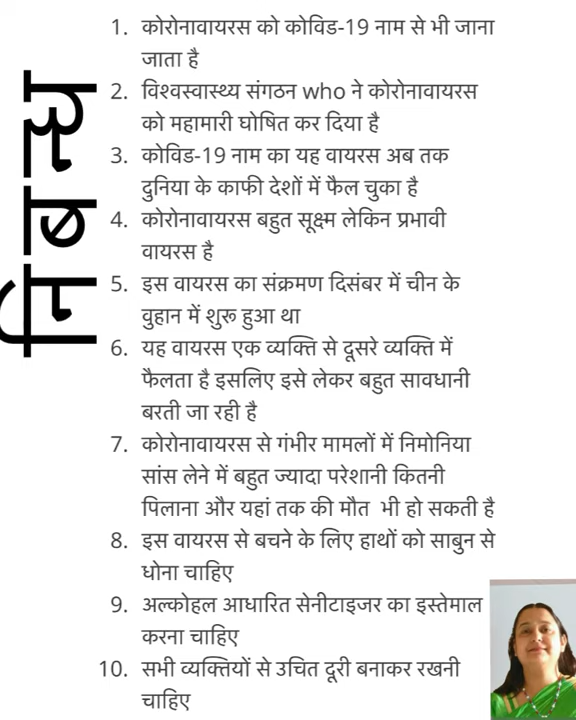 निबन्ध
1. कोरोनावायरस को कोविड-19 नाम से भी जाना
जाता है
2. विश्वस्वास्थ्य संगठन who ने कोरोनावायरस
को महामारी घोषित कर दिया है
3. कोविड-19 नाम का यह वायरस अब तक
दुनिया के काफी देशों में फैल चुका है
4. कोरोनावायरस बहुत सूक्ष्म लेकिन प्रभावी
वायरस है
5. इस वायरस का संक्रमण दिसंबर में चीन के
वुहान में शुरू हुआ था
6. यह वायरस एक व्यक्ति से दूसरे व्यक्ति में
फैलता है इसलिए इसे लेकर बहुत सावधानी
बरती जा रही है
7. कोरोनावायरस से गंभीर मामलों में निमोनिया
सांस लेने में बहुत ज्यादा परेशानी कितनी
पिलाना और यहां तक की मौत भी हो सकती है
8. इस वायरस से बचने के लिए हाथों को साबुन से
धोना चाहिए
9. अल्कोहल आधारित सेनीटाइजर का इस्तेमाल
करना चाहिए
10. सभी व्यक्तियों से उचित दूरी बनाकर रखनी
चाहिए